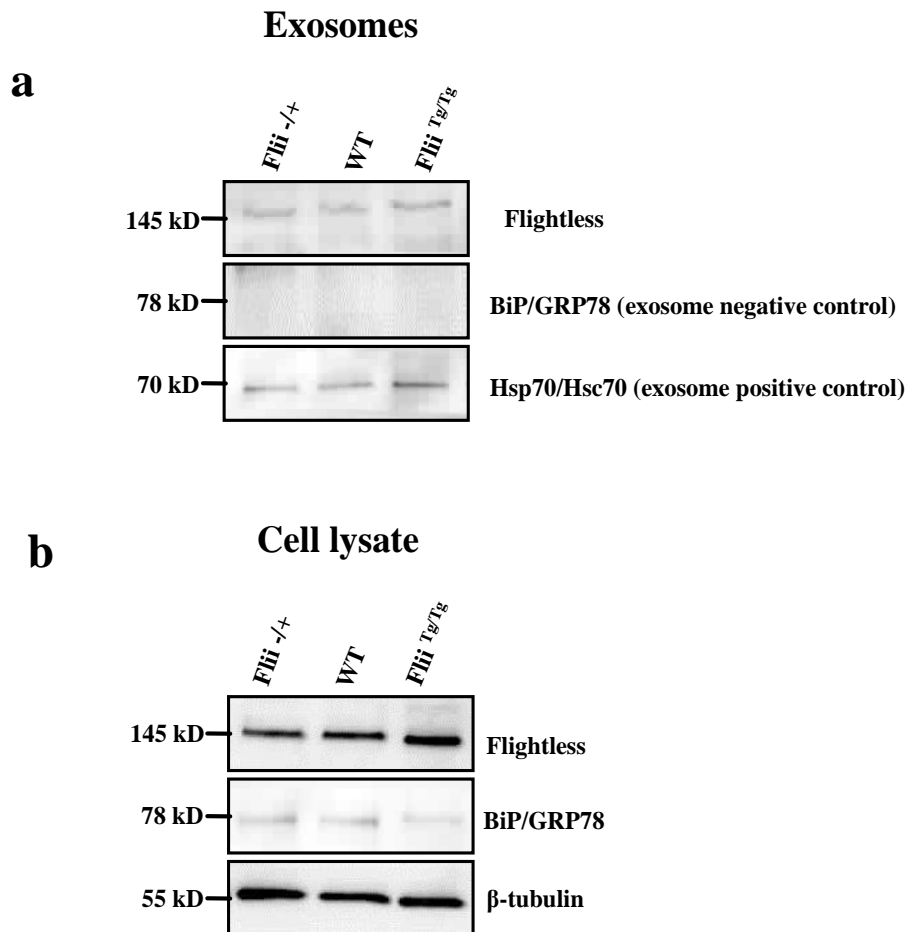 Exosomes
a
Flii -/+
WT
Flii Tg/Tg
145 kD
Flightless
78 kD
BiP/GRP78 (exosome negative control)
70 kD
Hsp70/Hsc70 (exosome positive control)
b
Cell lysate
Flii -/+
WT
Flii Tg/Tg
145 kD
Flightless
78 kD
BiP/GRP78
55 kD
β-tubulin